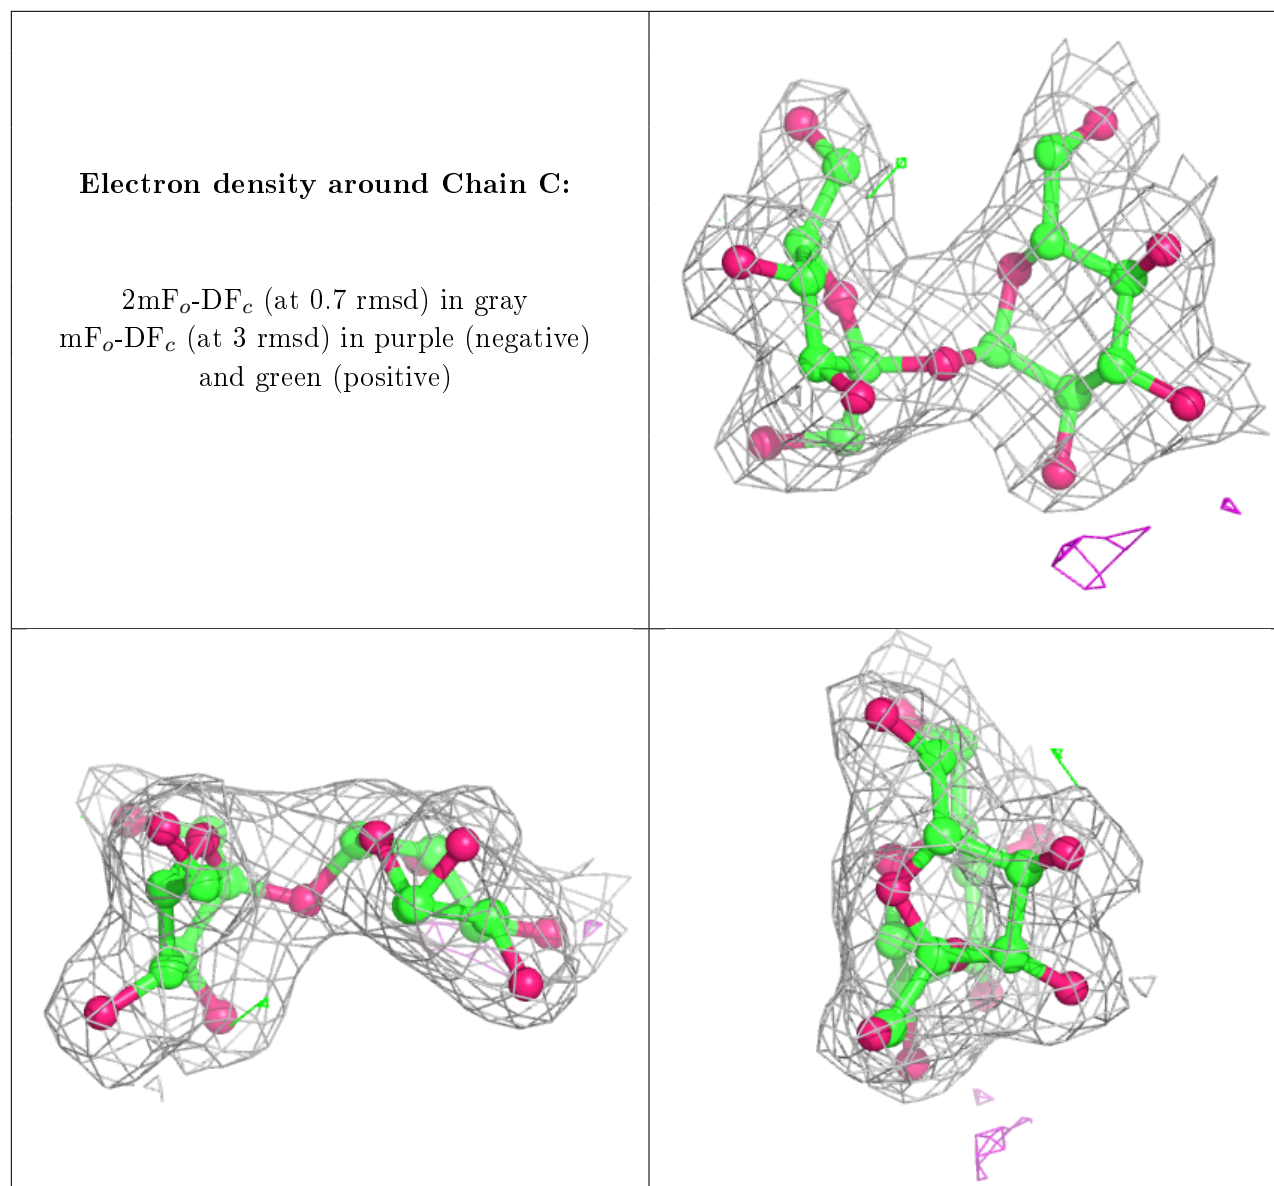 Electron density around Chain C:
2mFₒ-DF𝒸 (at 0.7 rmsd) in gray
mFₒ-DF𝒸 (at 3 rmsd) in purple (negative)
and green (positive)